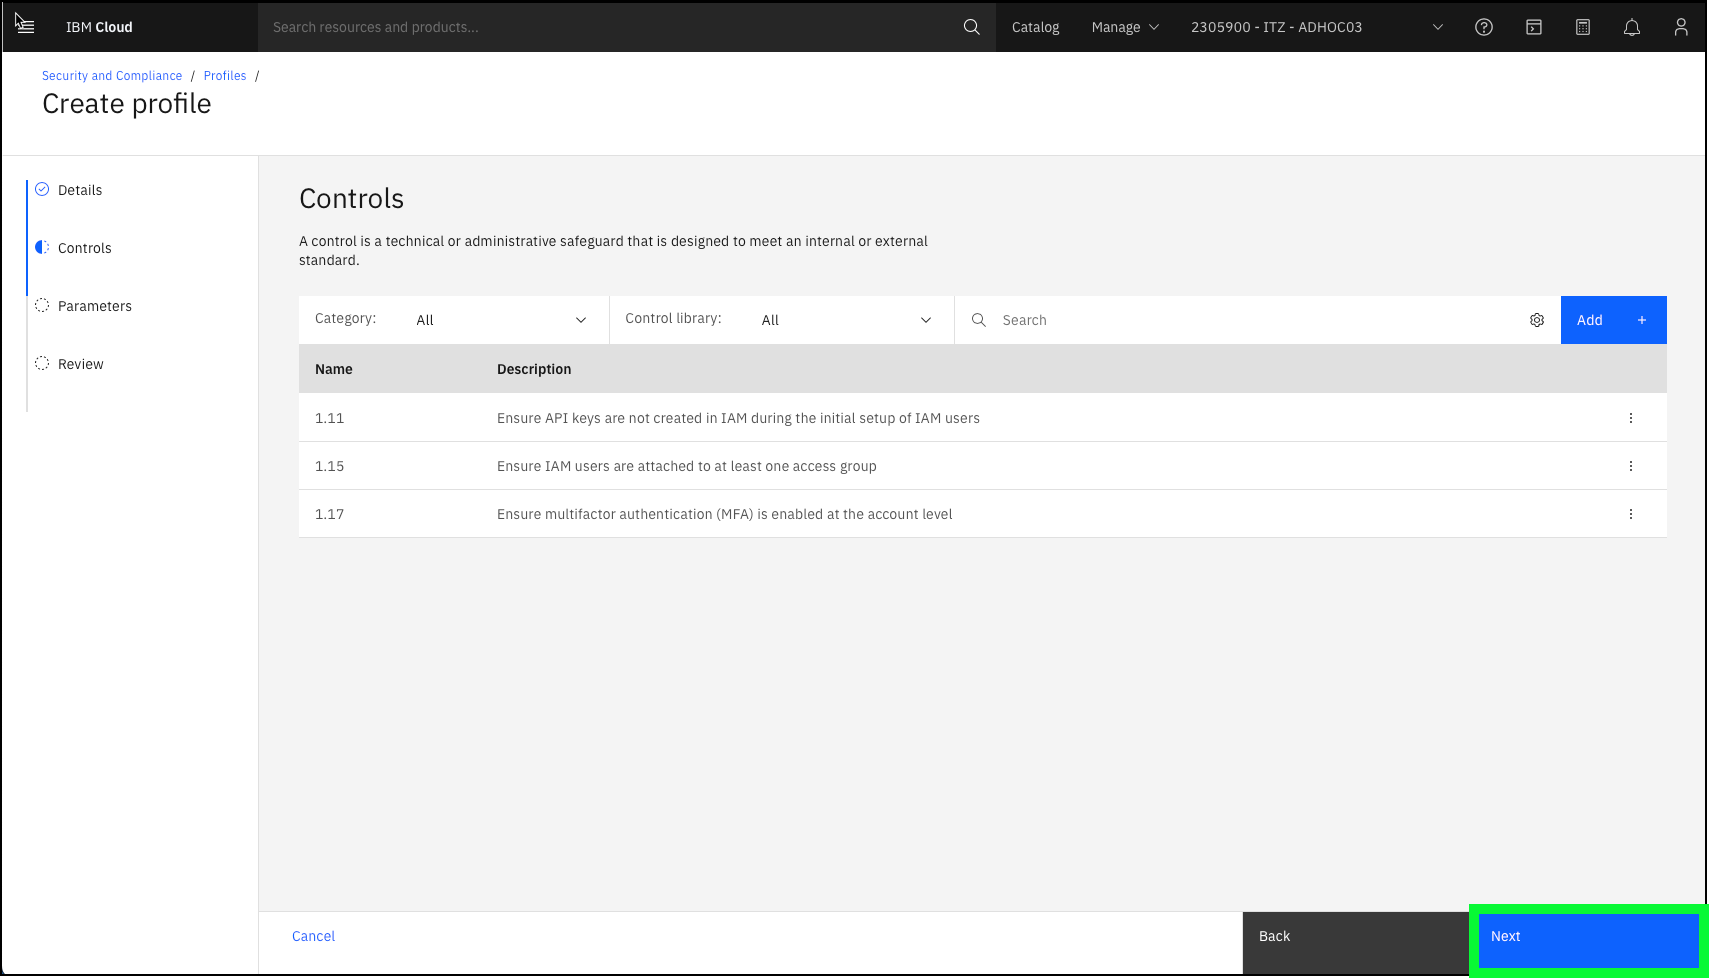 IBM Cloud
Search resources and products...
Catalog
Manage
2305900 - ITZ - ADHOC03
Security and Compliance / Profiles /
Create profile
Details
Controls
Parameters
Review
Controls
A control is a technical or administrative safeguard that is designed to meet an internal or external
standard.
Category: All
Control library: All
Search
Add +
Name Description
1.11 Ensure API keys are not created in IAM during the initial setup of IAM users
1.15 Ensure IAM users are attached to at least one access group
1.17 Ensure multifactor authentication (MFA) is enabled at the account level
Cancel
Back
Next